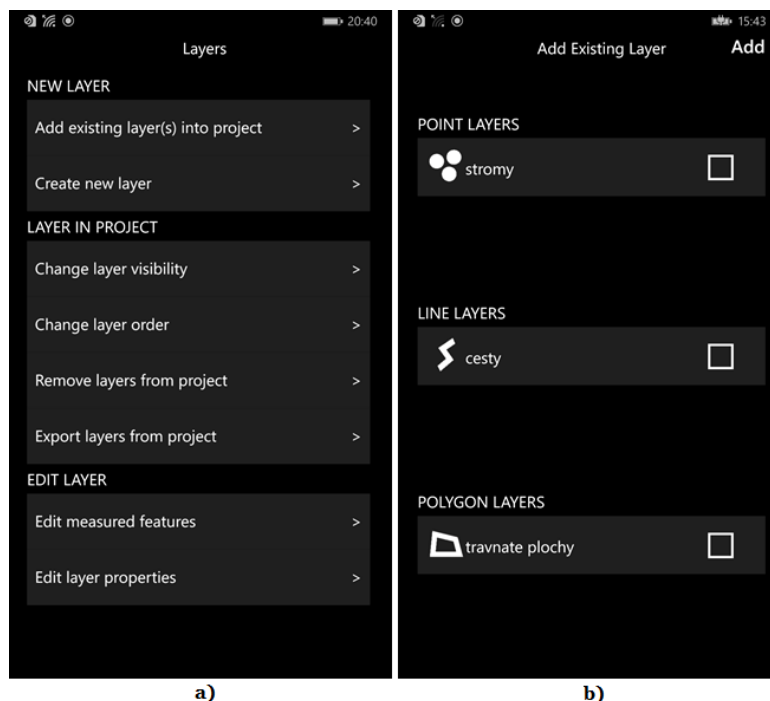 20:40
Layers
NEW LAYER
Add existing layer(s) into project >
Create new layer >
LAYER IN PROJECT
Change layer visibility >
Change layer order >
Remove layers from project >
Export layers from project >
EDIT LAYER
Edit measured features >
Edit layer properties >
a)
15:43
Add Existing Layer Add
POINT LAYERS
stromy
LINE LAYERS
cesty
POLYGON LAYERS
travnate plochy
b)